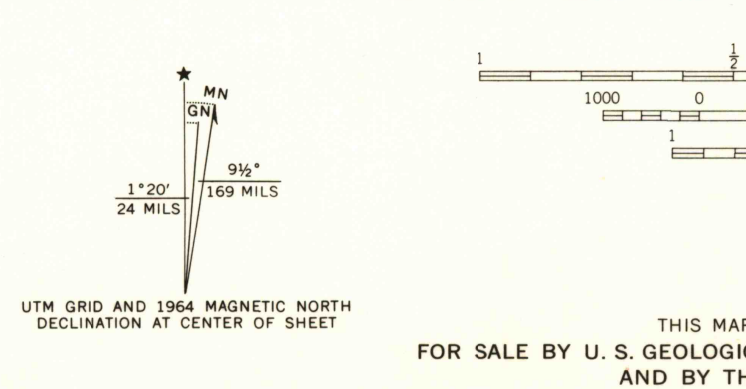 ★
MN
GN
1°20′
24 MILS
9½°
169 MILS
UTM GRID AND 1964 MAGNETIC NORTH
DECLINATION AT CENTER OF SHEET
1 ½
1000 0
1
THIS MAP
FOR SALE BY U. S. GEOLOGIC
AND BY TH